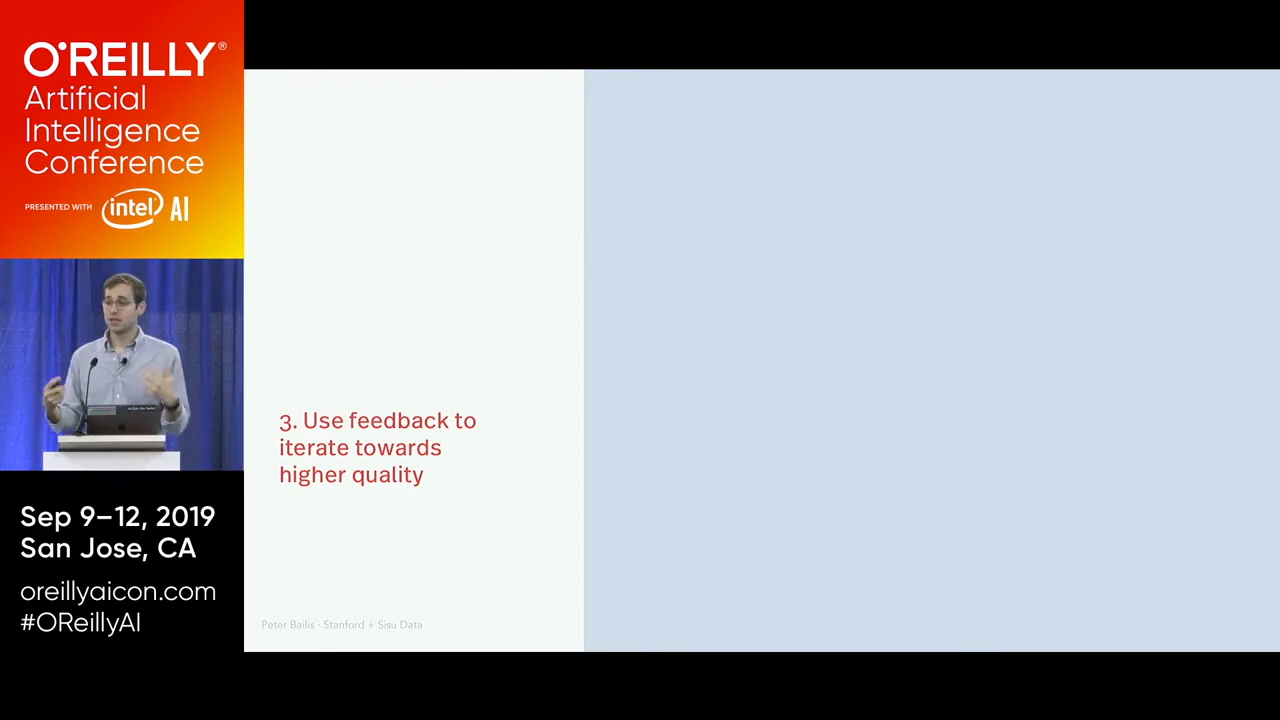 O'REILLY®
Artificial
Intelligence
Conference
PRESENTED WITH intel AI
Sep 9–12, 2019
San Jose, CA
oreillyaicon.com
#OReillyAI
3. Use feedback to
iterate towards
higher quality
Peter Bailis · Stanford + Sisu Data